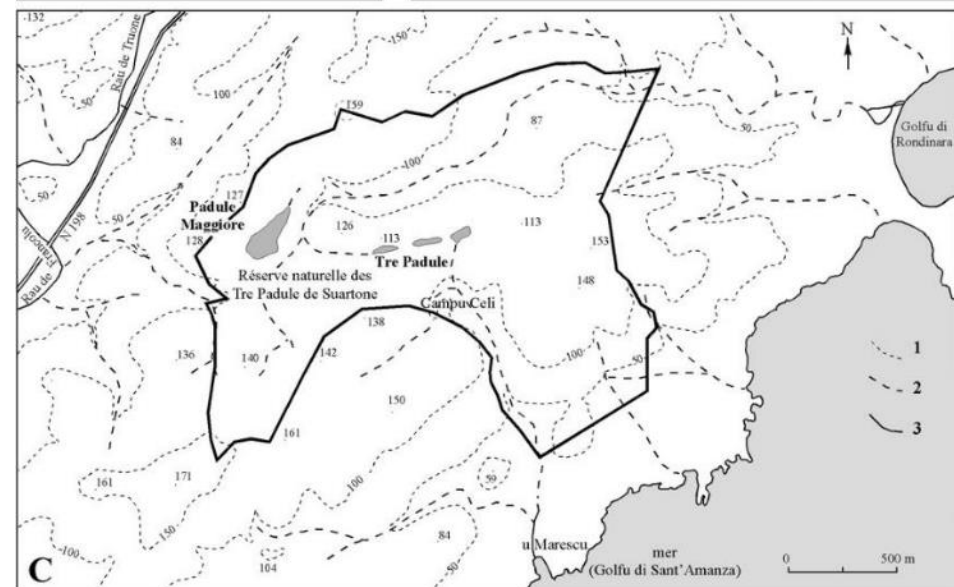 132
Rau de Truone
150
N
50
100
159
Golfu di
Rondinara
84
87
50
100
50
127
Padule
Maggiore
N 198
50
Rau de Francolu
128
126
113
113
153
Tre Padule
Réserve naturelle des
Tre Padule de Suartone
148
Campu Celi
138
136
142
100
50
1
140
2
150
3
161
171
161
100
59
150
84
100
u Marescu
mer
(Golfu di Sant'Amanza)
0 500 m
50
104
C